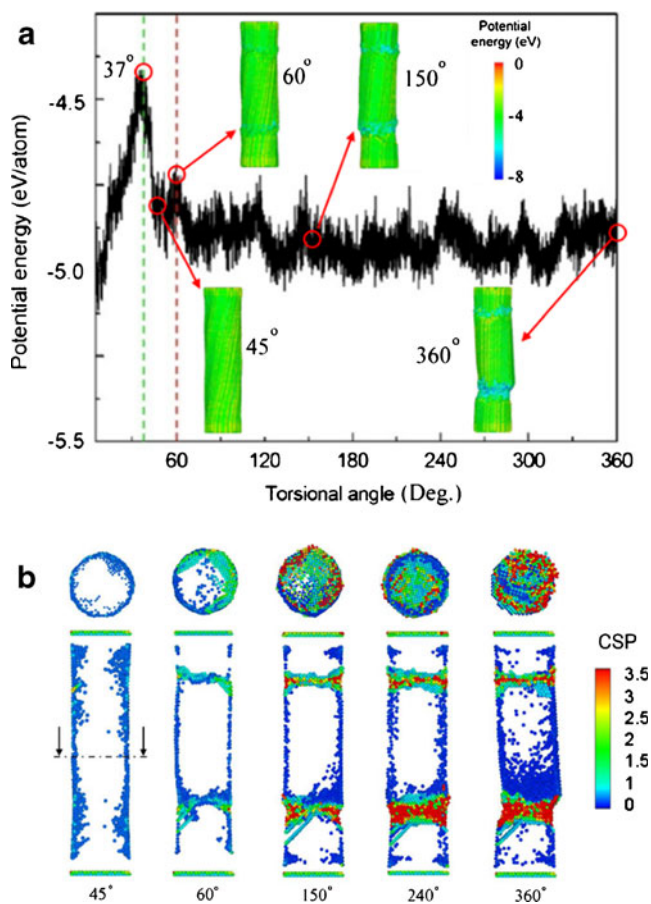 a
Potential energy (eV/atom)
-4.5
-5.0
-5.5
37°
60°
150°
45°
360°
Potential energy (eV)
0
-4
-8
60 120 180 240 300 360
Torsional angle (Deg.)
b
CSP
3.5
3
2.5
2
1.5
1
0.5
0
45° 60° 150° 240° 360°